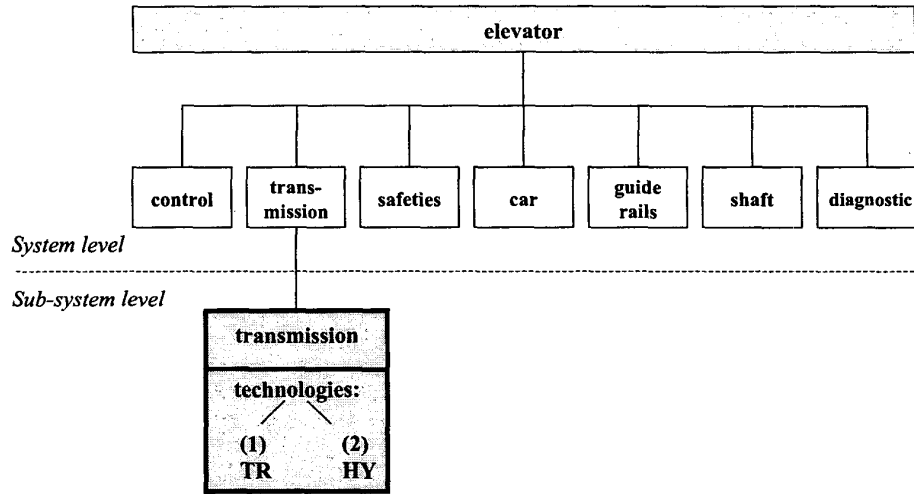 elevator
control
trans-
mission
safeties
car
guide
rails
shaft
diagnostic
System level
Sub-system level
transmission
technologies:
(1) (2)
TR HY